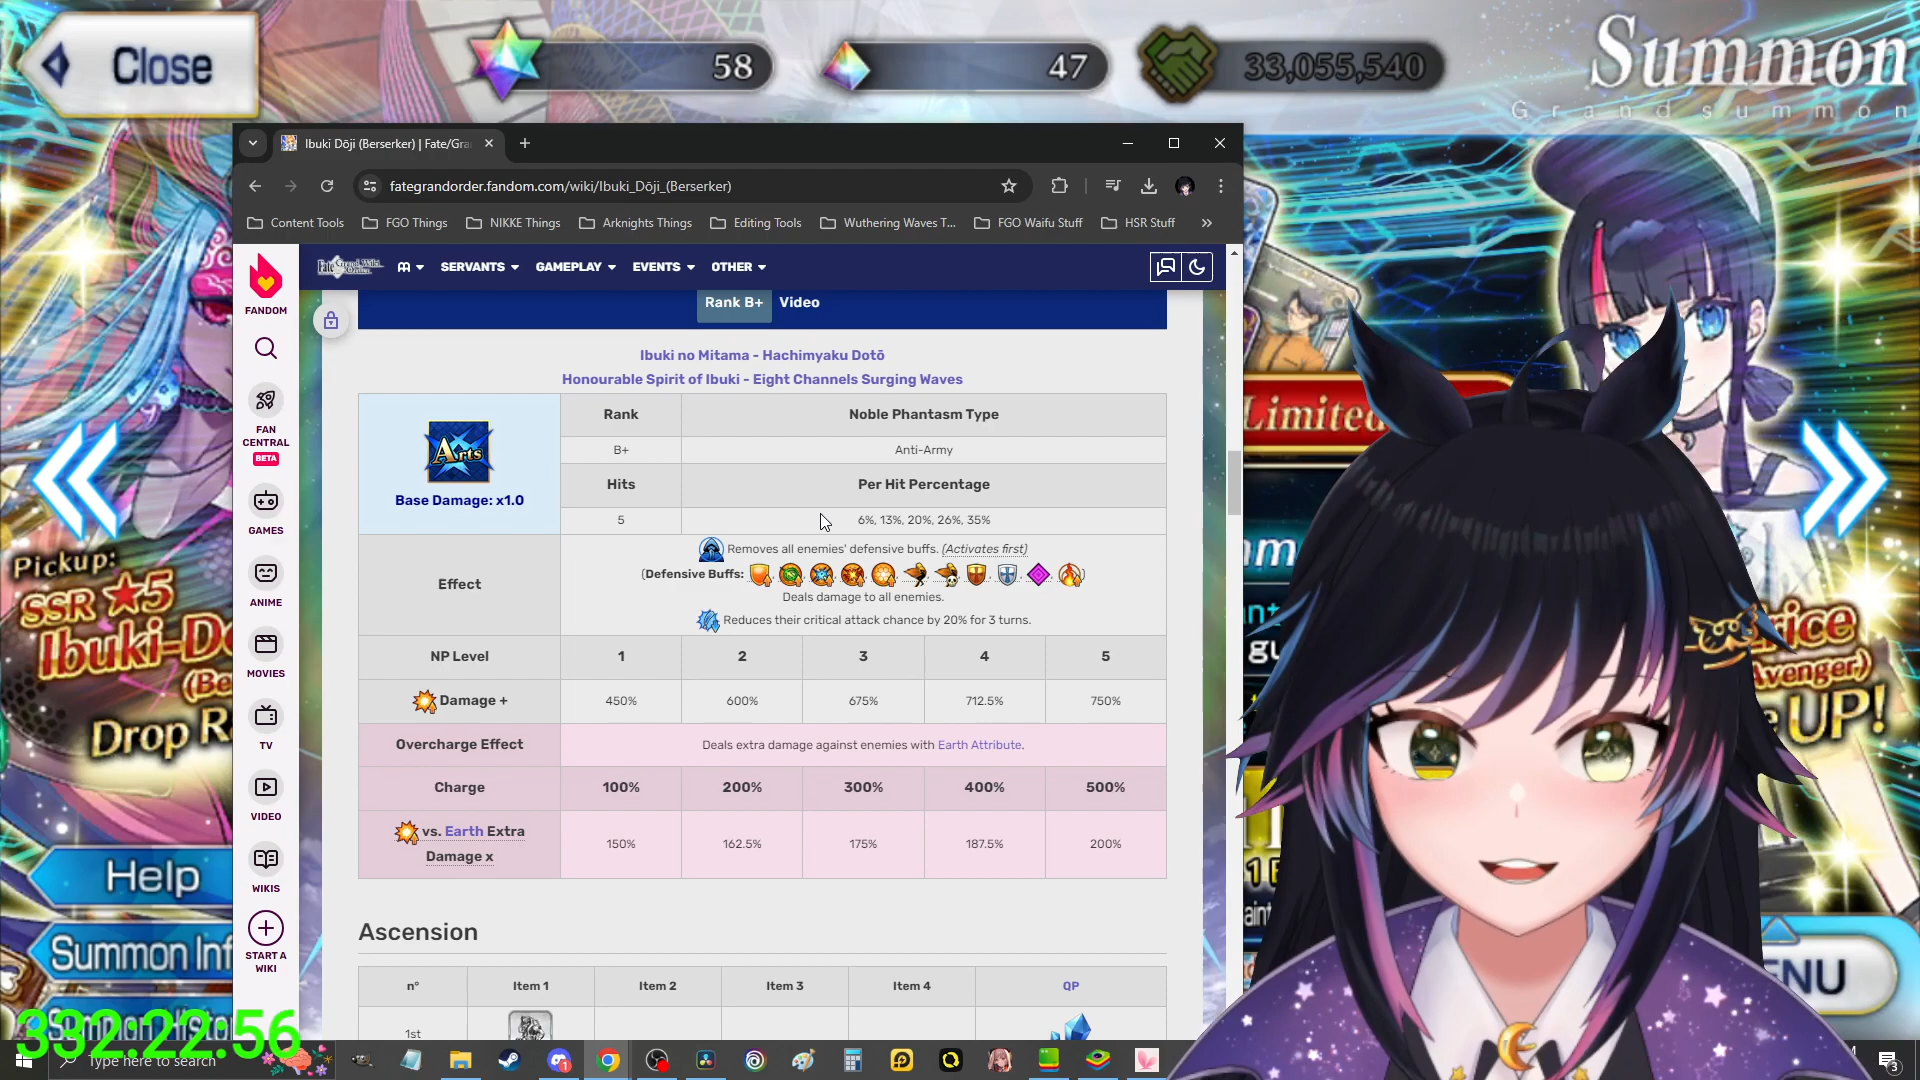 Close
58
47
33,055,540
Summon
Grand summon
Ibuki Dōji (Berserker) | Fate/Gra
fategrandorder.fandom.com/wiki/Ibuki_Dōji_(Berserker)
Content Tools
FGO Things
NIKKE Things
Arknights Things
Editing Tools
Wuthering Waves T...
FGO Waifu Stuff
HSR Stuff
FANDOM
SERVANTS
GAMEPLAY
EVENTS
OTHER
FAN CENTRAL
BETA
GAMES
ANIME
MOVIES
TV
VIDEO
WIKIS
START A WIKI
Rank B+
Video
Ibuki no Mitama - Hachimyaku Dotō
Honourable Spirit of Ibuki - Eight Channels Surging Waves
Arts
Base Damage: x1.0
Rank
Noble Phantasm Type
B+
Anti-Army
Hits
Per Hit Percentage
5
6%, 13%, 20%, 26%, 35%
Effect
Removes all enemies' defensive buffs. (Activates first)
(Defensive Buffs: )
Deals damage to all enemies.
Reduces their critical attack chance by 20% for 3 turns.
NP Level 1 2 3 4 5
Damage + 450% 600% 675% 712.5% 750%
Overcharge Effect
Deals extra damage against enemies with Earth Attribute.
Charge 100% 200% 300% 400% 500%
vs. Earth Extra
Damage x
150% 162.5% 175% 187.5% 200%
Ascension
n° Item 1 Item 2 Item 3 Item 4 QP
1st
Pickup:
SSR ★5
Ibuki-Do
(Be
Drop R
Limited
Avenger)
UP!
Help
Summon Inf
Summon Histo
332:22:56
Type here to search
3